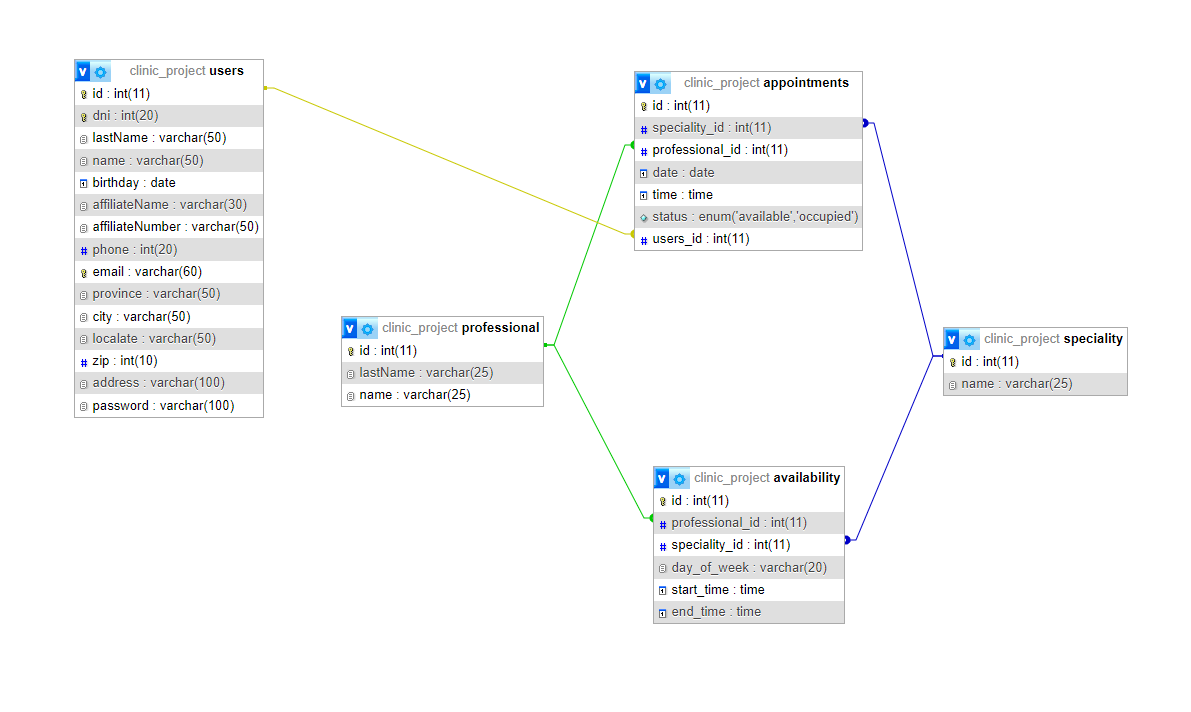 clinic_project users
id : int(11)
dni : int(20)
lastName : varchar(50)
name : varchar(50)
birthday : date
affiliateName : varchar(30)
affiliateNumber : varchar(50)
phone : int(20)
email : varchar(60)
province : varchar(50)
city : varchar(50)
localate : varchar(50)
zip : int(10)
address : varchar(100)
password : varchar(100)
clinic_project appointments
id : int(11)
speciality_id : int(11)
professional_id : int(11)
date : date
time : time
status : enum('available','occupied')
users_id : int(11)
clinic_project professional
id : int(11)
lastName : varchar(25)
name : varchar(25)
clinic_project speciality
id : int(11)
name : varchar(25)
clinic_project availability
id : int(11)
professional_id : int(11)
speciality_id : int(11)
day_of_week : varchar(20)
start_time : time
end_time : time